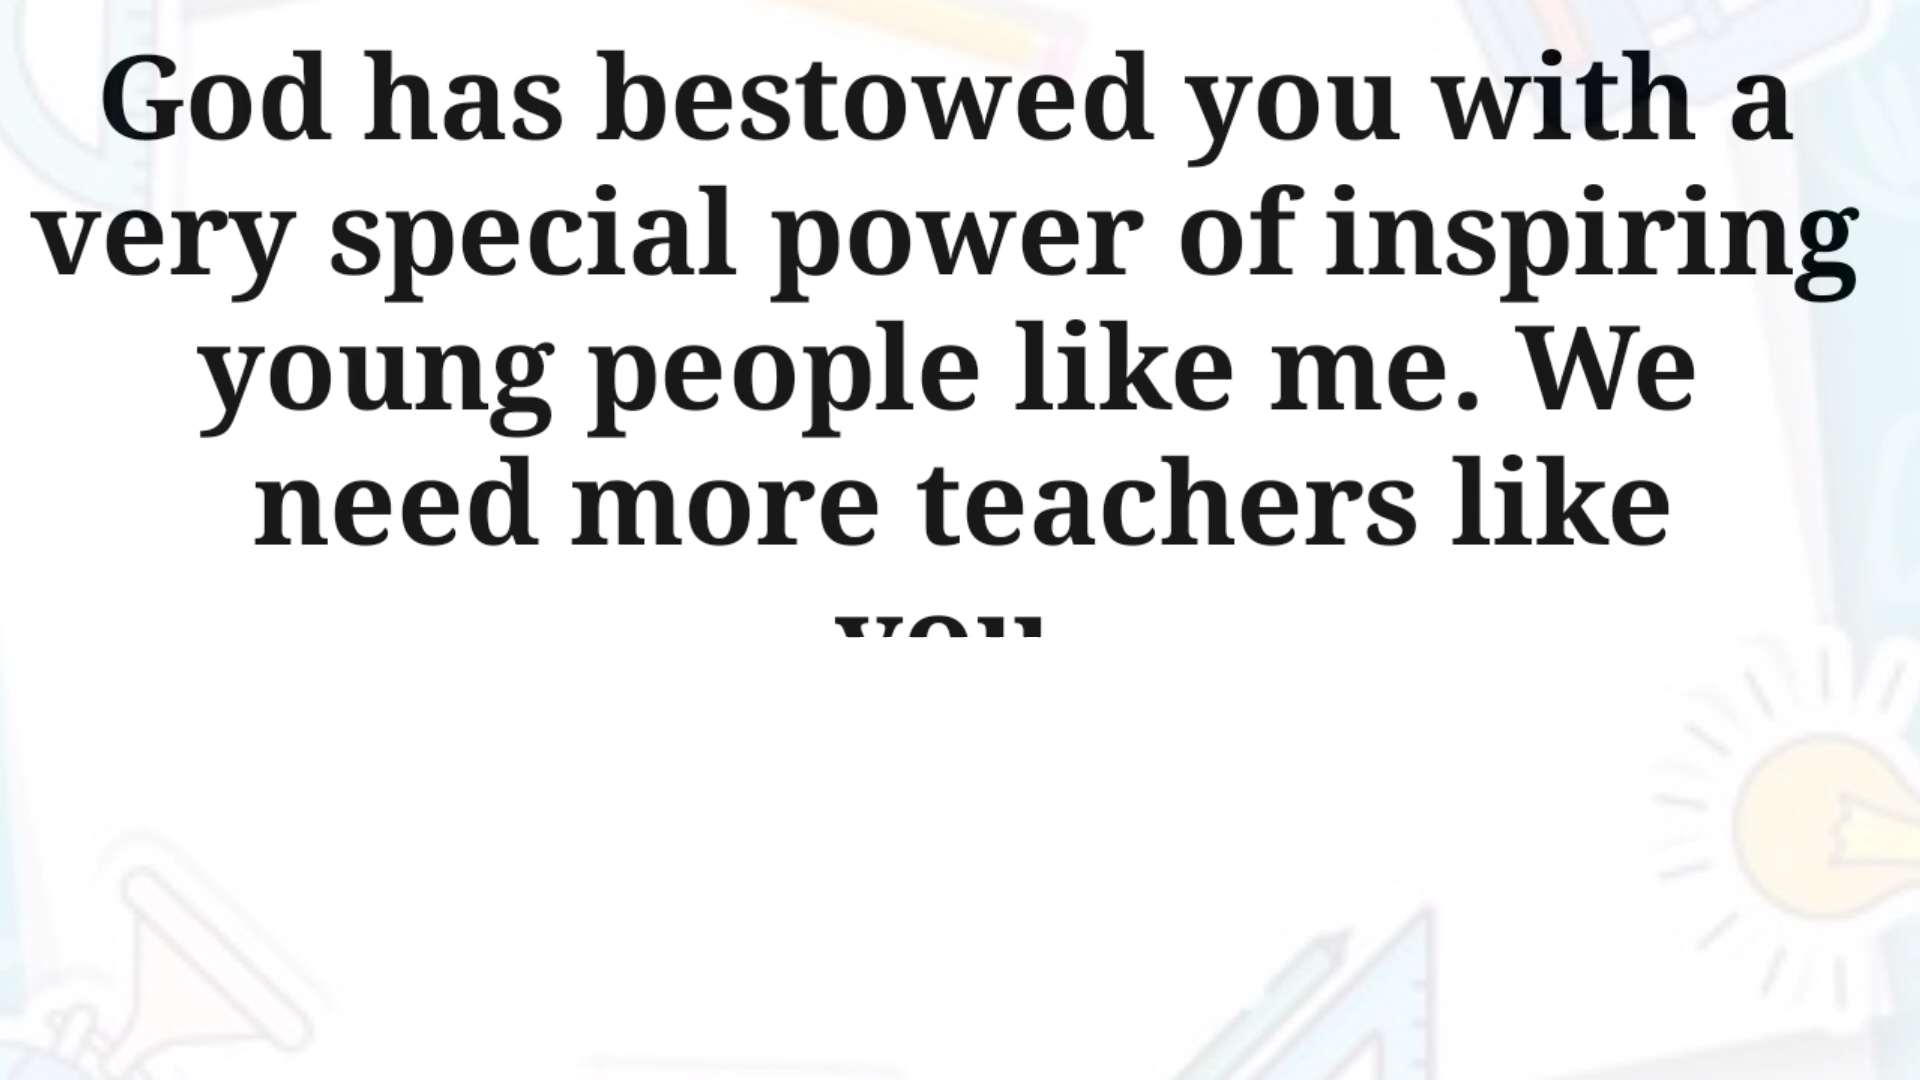 God has bestowed you with a
very special power of inspiring
young people like me. We
need more teachers like
you